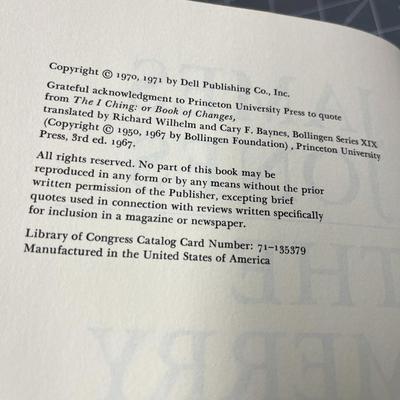 Copyright © 1970, 1971 by Dell Publishing Co., Inc.
Grateful acknowledgment to Princeton University Press to quote
from The I Ching: or Book of Changes,
translated by Richard Wilhelm and Cary F. Baynes, Bollingen Series XIX
(Copyright © 1950, 1967 by Bollingen Foundation), Princeton University
Press, 3rd ed. 1967.
All rights reserved. No part of this book may be
reproduced in any form or by any means without the prior
written permission of the Publisher, excepting brief
quotes used in connection with reviews written specifically
for inclusion in a magazine or newspaper.
Library of Congress Catalog Card Number: 71-135379
Manufactured in the United States of America